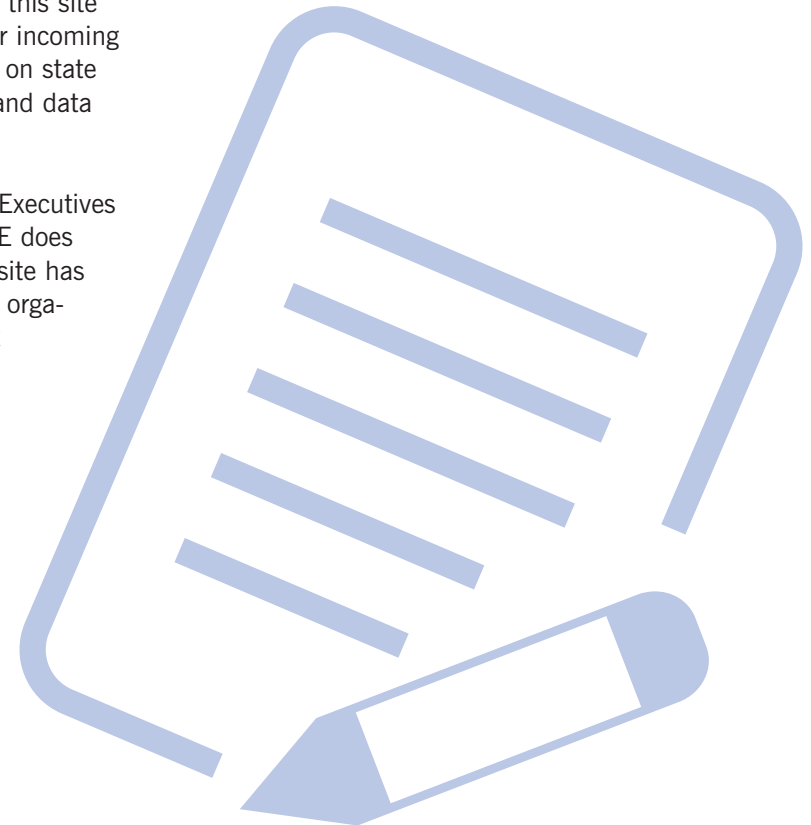 this site
r incoming
on state
and data
Executives
E does
site has
orga-